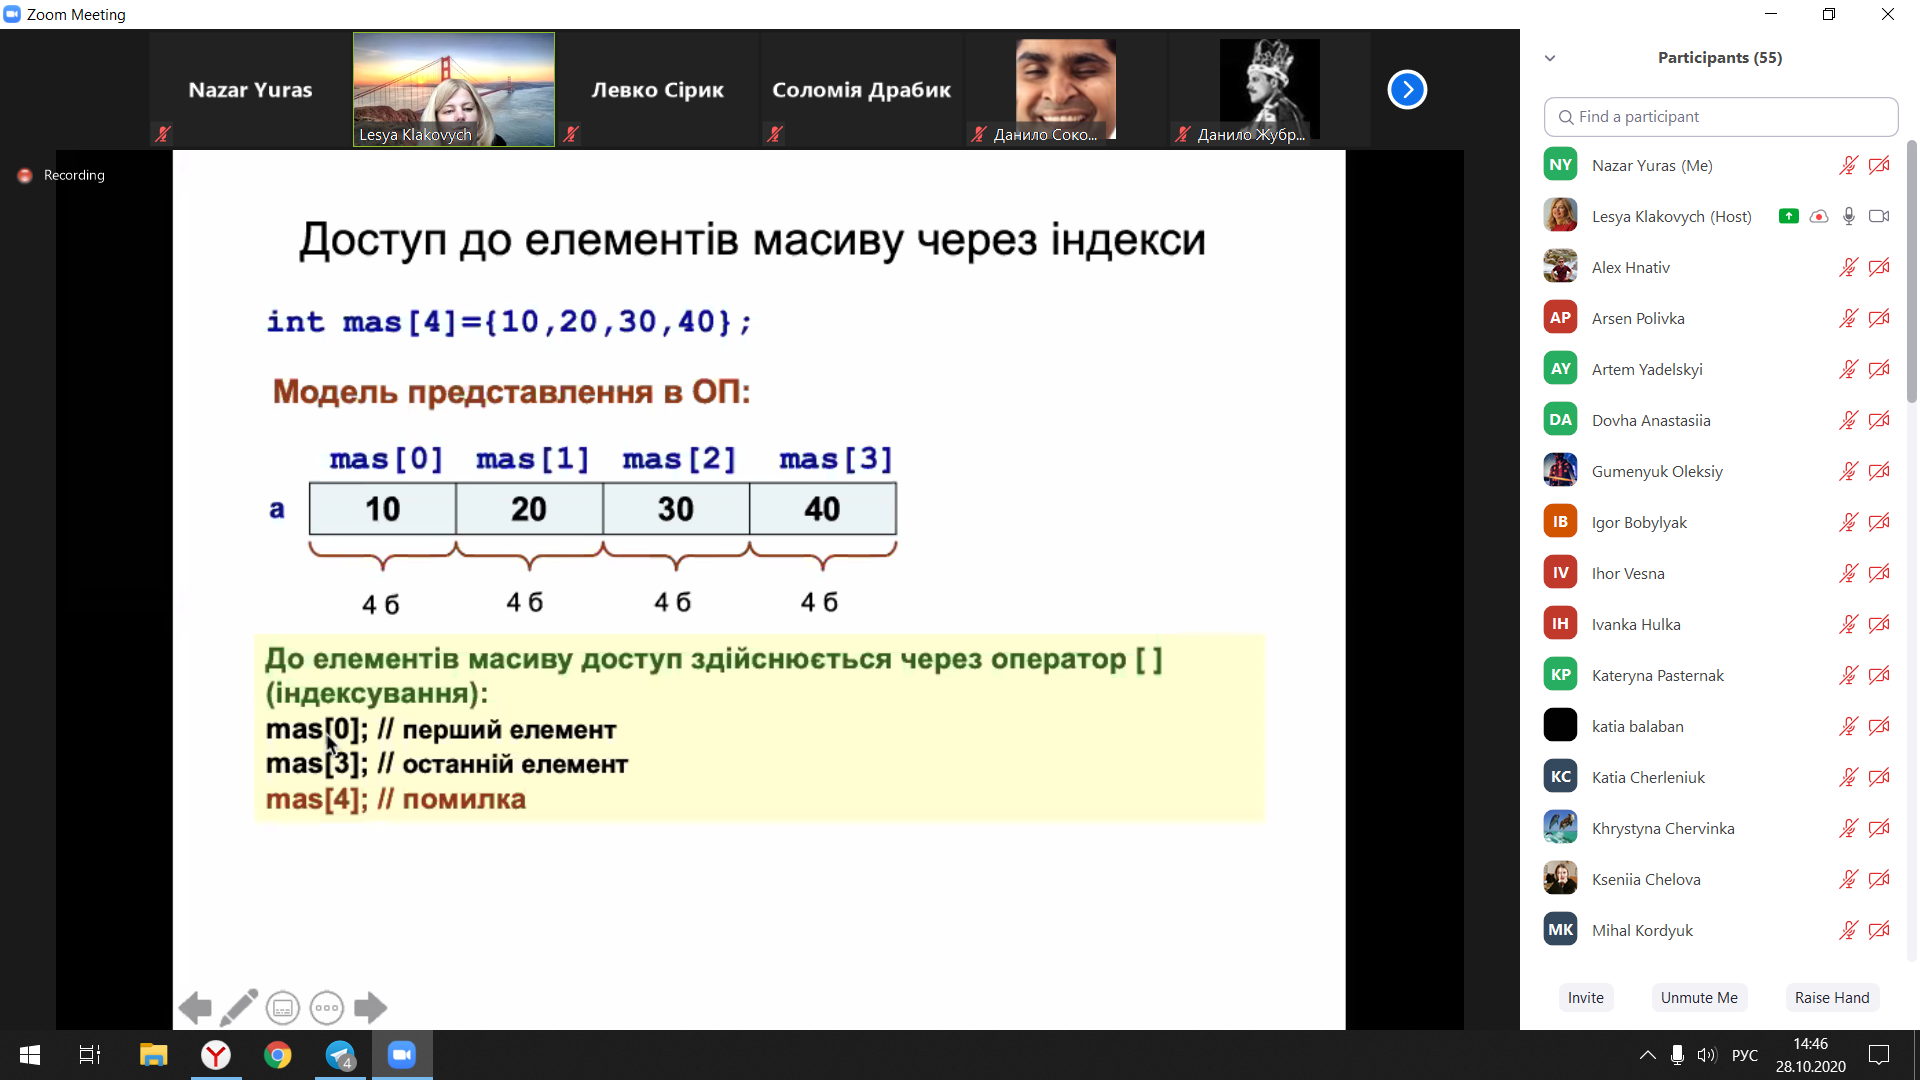 Zoom Meeting
Nazar Yuras
Lesya Klakovych
Левко Сірик
Соломія Драбик
Данило Соко...
Данило Жубр...
Recording
Доступ до елементів масиву через індекси
int mas[4]={10,20,30,40};
Модель представлення в ОП:
mas[0] mas[1] mas[2] mas[3]
a 10 20 30 40
4 б 4 б 4 б 4 б
До елементів масиву доступ здійснюється через оператор [ ]
(індексування):
mas[0]; // перший елемент
mas[3]; // останній елемент
mas[4]; // помилка
Participants (55)
Find a participant
NY Nazar Yuras (Me)
Lesya Klakovych (Host)
Alex Hnativ
AP Arsen Polivka
AY Artem Yadelskyi
DA Dovha Anastasiia
Gumenyuk Oleksiy
IB Igor Bobylyak
IV Ihor Vesna
IH Ivanka Hulka
KP Kateryna Pasternak
katia balaban
KC Katia Cherleniuk
Khrystyna Chervinka
Kseniia Chelova
MK Mihal Kordyuk
Invite Unmute Me Raise Hand
4
РУС
14:46
28.10.2020